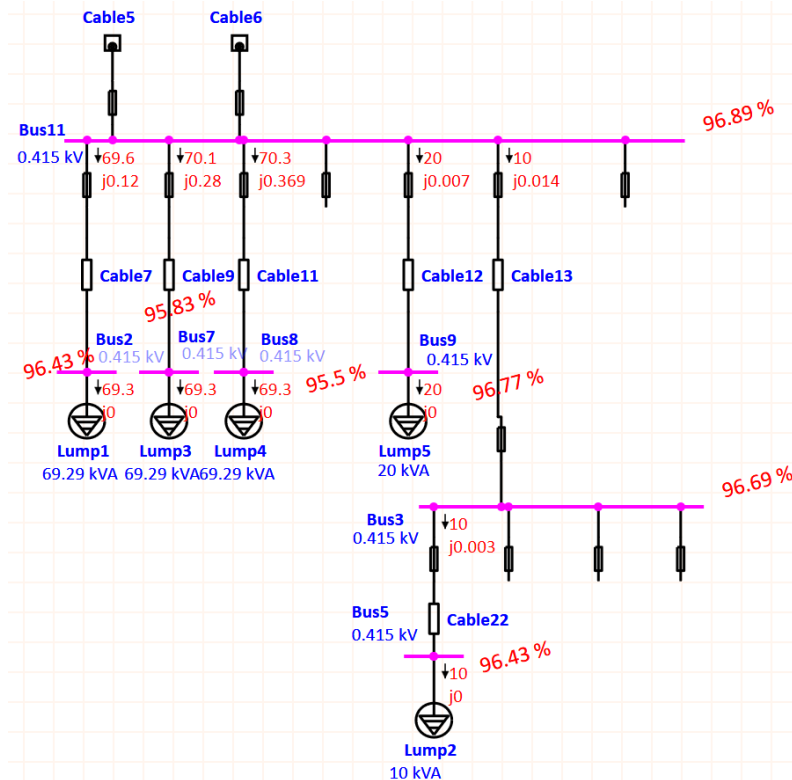 Cable5
Cable6
96.89 %
Bus11
0.415 kV
69.6
j0.12
70.1
j0.28
70.3
j0.369
20
j0.007
10
j0.014
Cable7
Cable9
Cable11
Cable12
Cable13
95.83 %
Bus2
0.415 kV
Bus7
0.415 kV
Bus8
0.415 kV
Bus9
0.415 kV
96.43 %
95.5 %
96.77 %
69.3
j0
69.3
j0
69.3
j0
20
j0
Lump1
69.29 kVA
Lump3
69.29 kVA
Lump4
69.29 kVA
Lump5
20 kVA
96.69 %
Bus3
0.415 kV
10
j0.003
Bus5
0.415 kV
Cable22
96.43 %
10
j0
Lump2
10 kVA